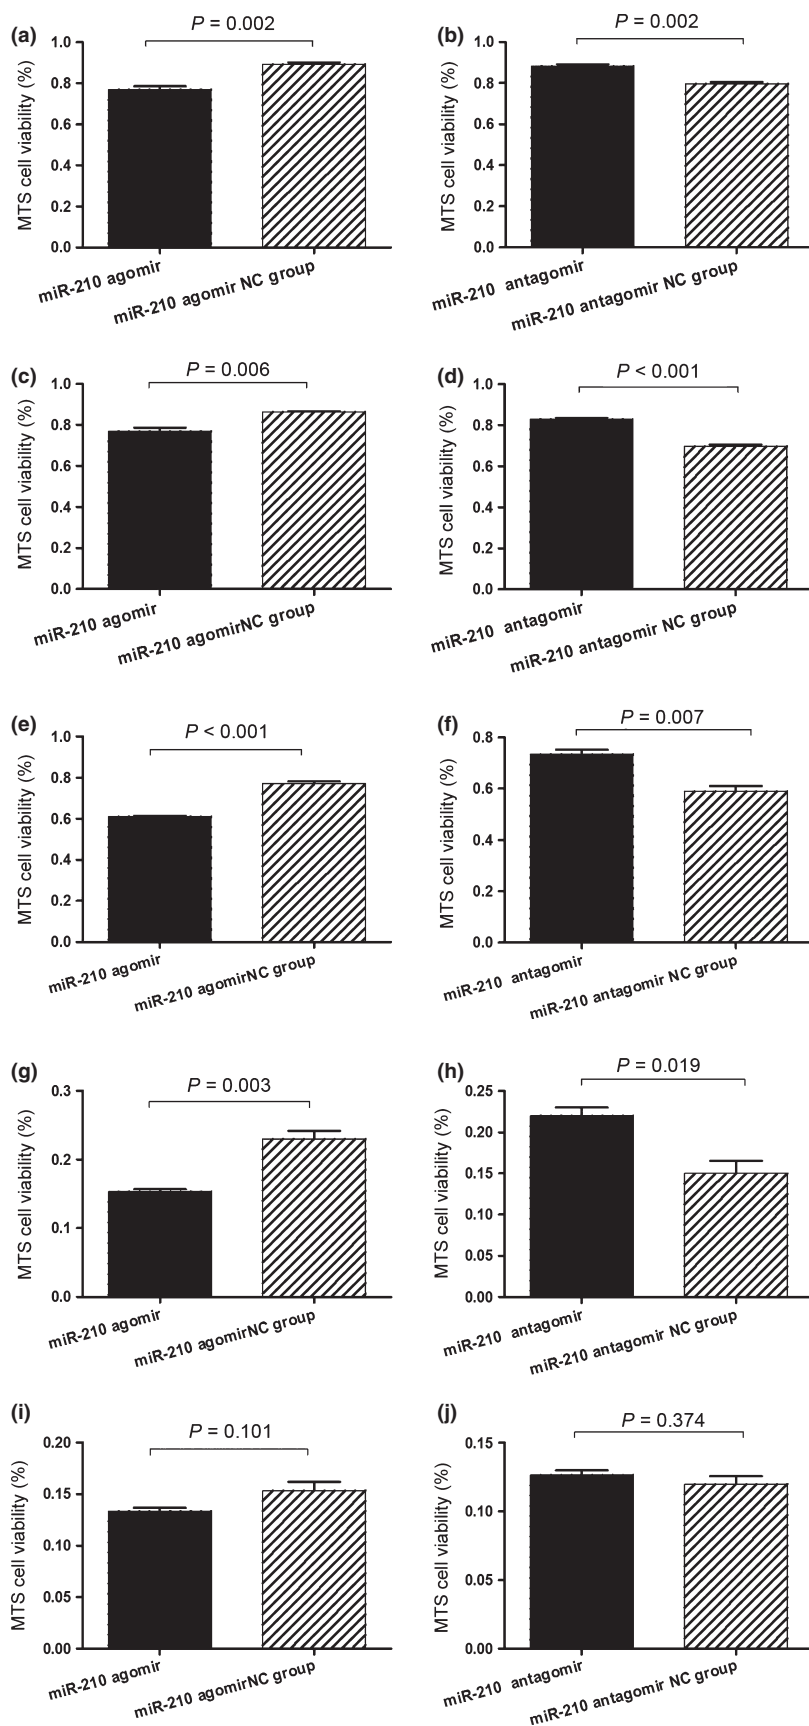 (a)
P = 0.002
MTS cell viability (%)
1.0
0.8
0.6
0.4
0.2
0.0
miR-210 agomir
miR-210 agomir NC group
(b)
P = 0.002
MTS cell viability (%)
1.0
0.8
0.6
0.4
0.2
0.0
miR-210 antagomir
miR-210 antagomir NC group
(c)
P = 0.006
MTS cell viability (%)
1.0
0.8
0.6
0.4
0.2
0.0
miR-210 agomir
miR-210 agomirNC group
(d)
P < 0.001
MTS cell viability (%)
1.0
0.8
0.6
0.4
0.2
0.0
miR-210 antagomir
miR-210 antagomir NC group
(e)
P < 0.001
MTS cell viability (%)
1.0
0.8
0.6
0.4
0.2
0.0
miR-210 agomir
miR-210 agomirNC group
(f)
P = 0.007
MTS cell viability (%)
0.8
0.6
0.4
0.2
0.0
miR-210 antagomir
miR-210 antagomir NC group
(g)
P = 0.003
MTS cell viability (%)
0.3
0.2
0.1
0.0
miR-210 agomir
miR-210 agomirNC group
(h)
P = 0.019
MTS cell viability (%)
0.25
0.20
0.15
0.10
0.05
0.00
miR-210 antagomir
miR-210 antagomir NC group
(i)
P = 0.101
MTS cell viability (%)
0.20
0.15
0.10
0.05
0.00
miR-210 agomir
miR-210 agomirNC group
(j)
P = 0.374
MTS cell viability (%)
0.15
0.10
0.05
0.00
miR-210 antagomir
miR-210 antagomir NC group